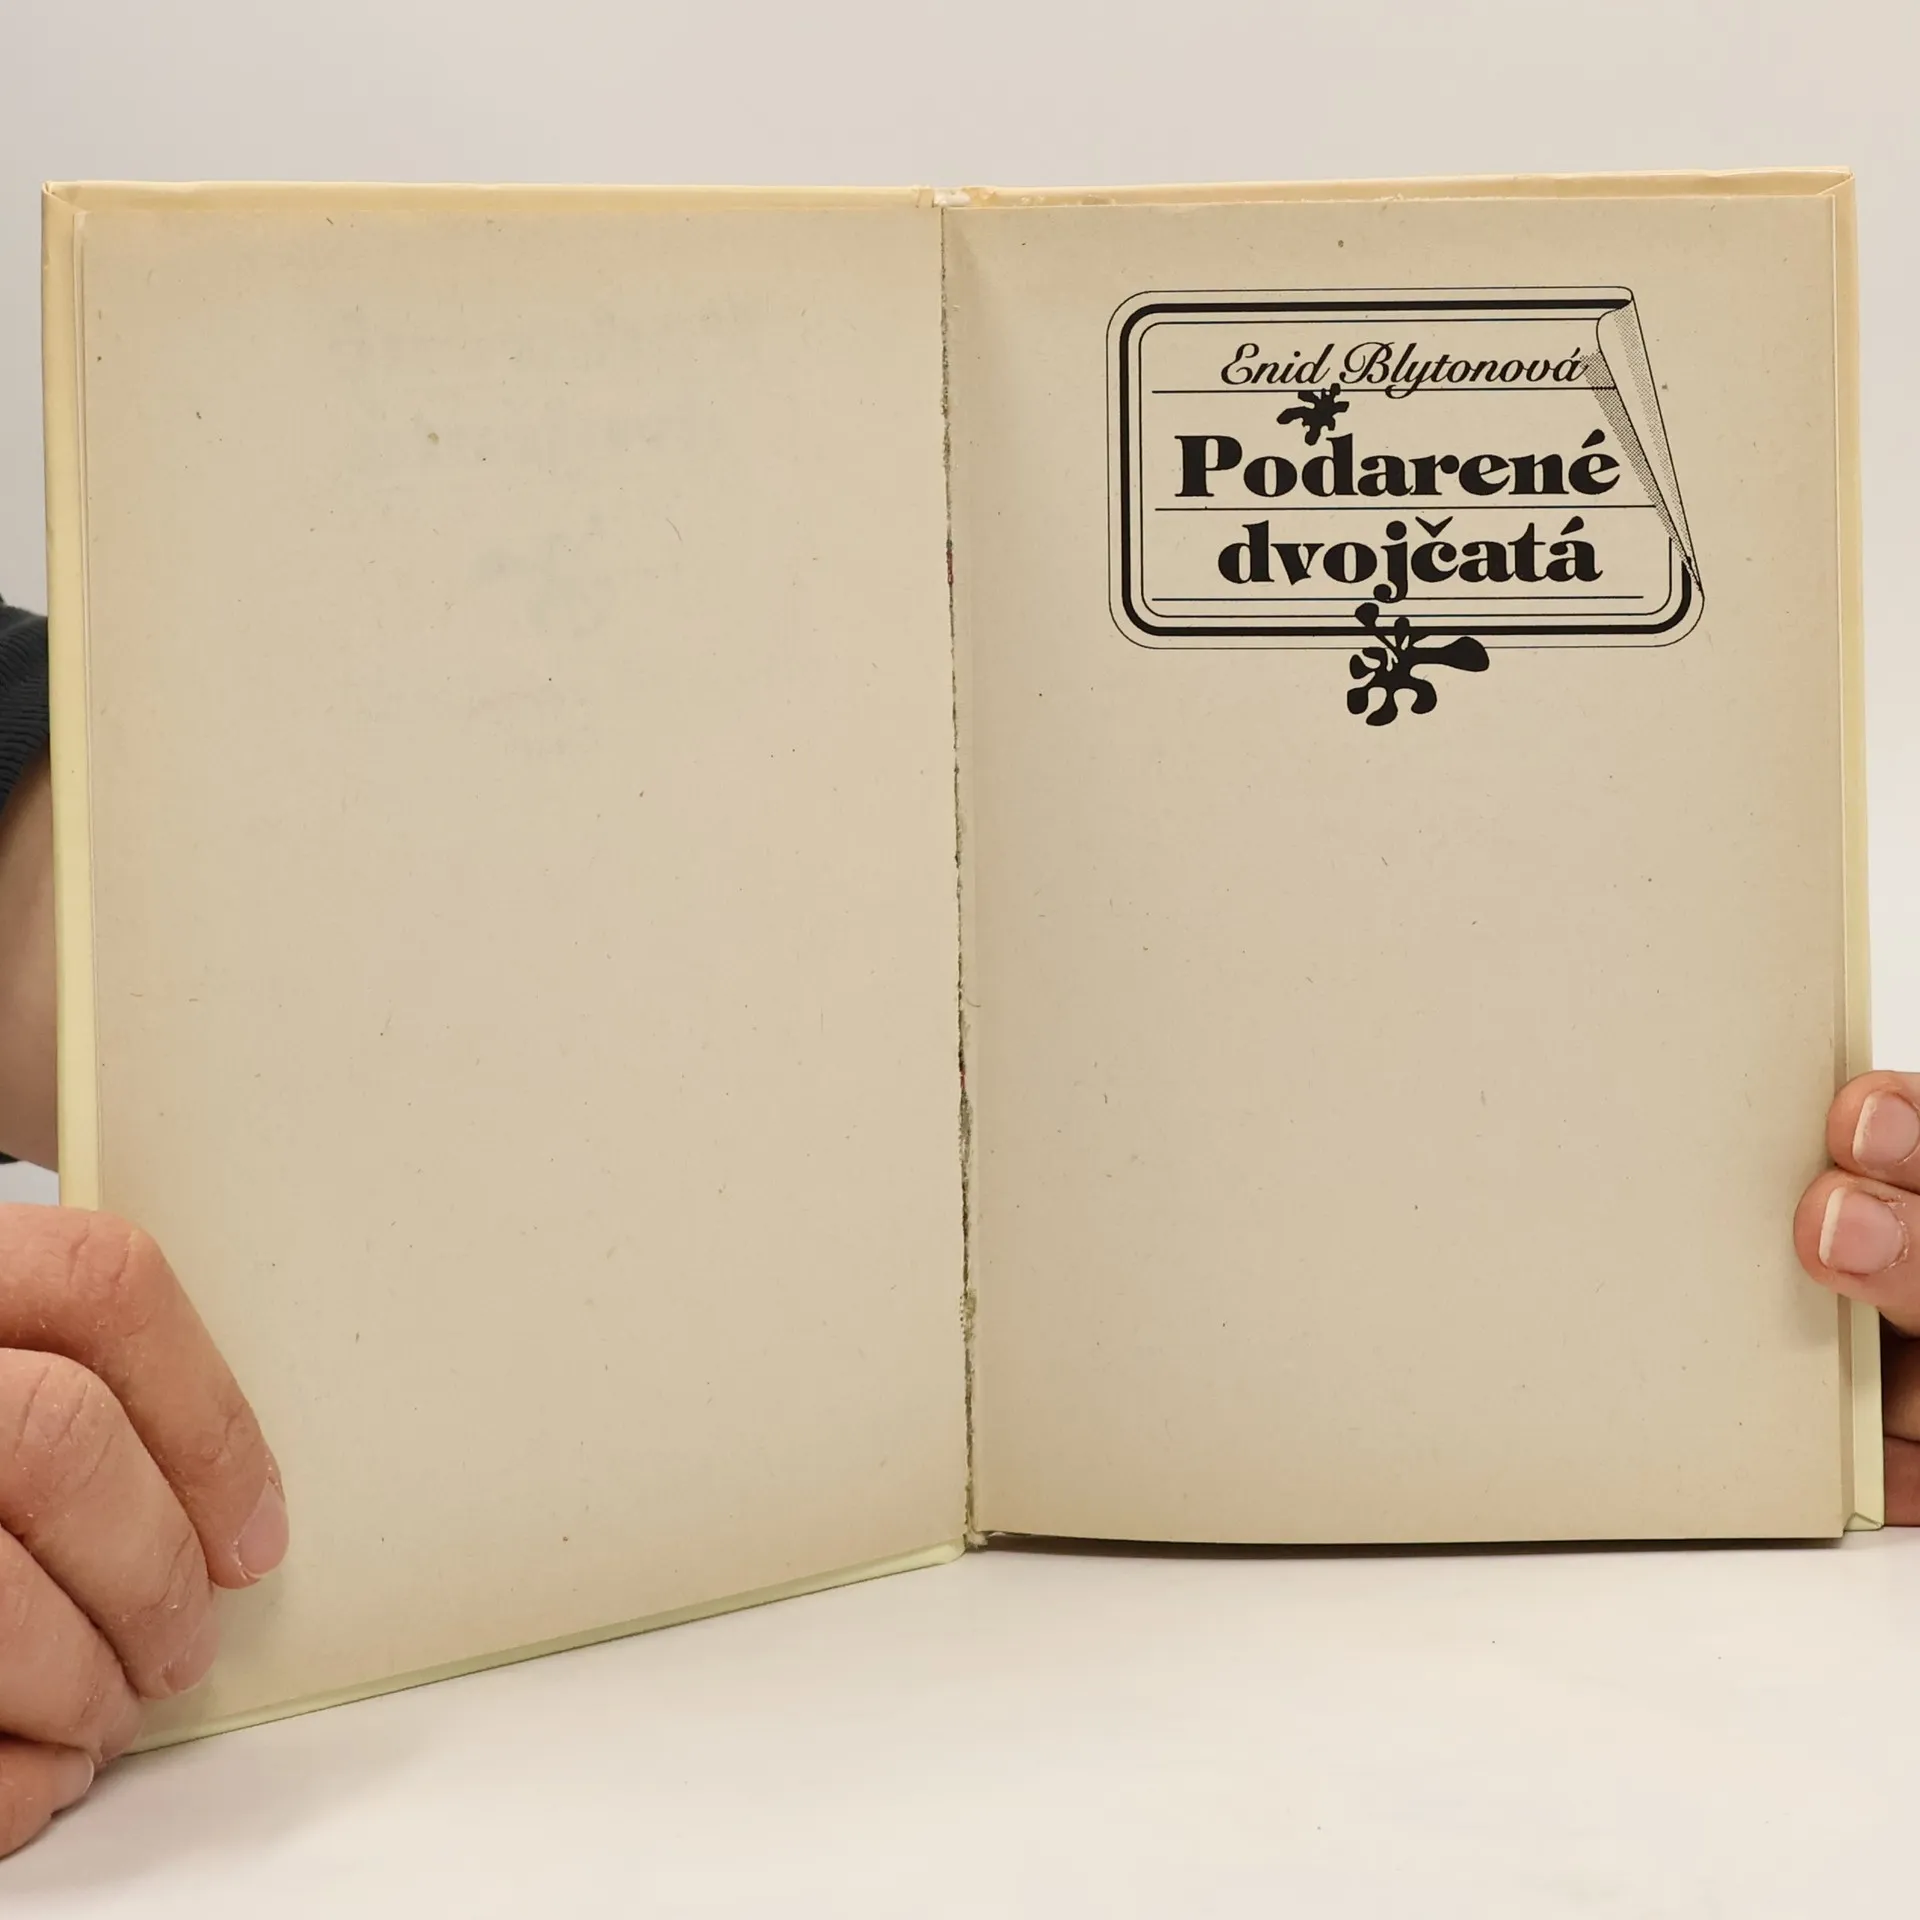 Enid Blytonová
Podarené
dvojčatá